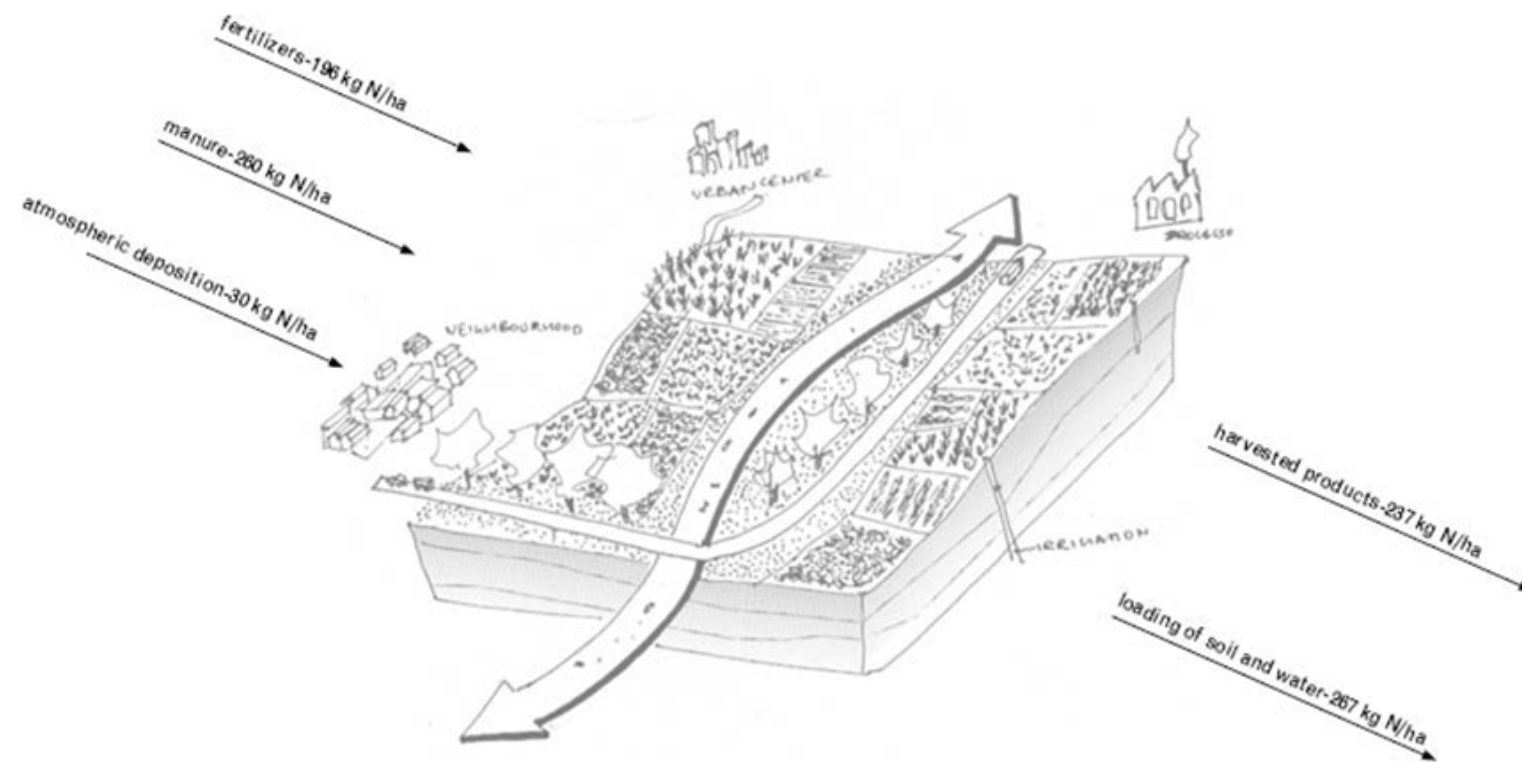 fertilizers-196 kg N/ha
manure-260 kg N/ha
atmospheric deposition-30 kg N/ha
URBAN CENTER
NEIGHBOURHOOD
IRRIGATION
harvested products-237 kg N/ha
loading of soil and water-267 kg N/ha